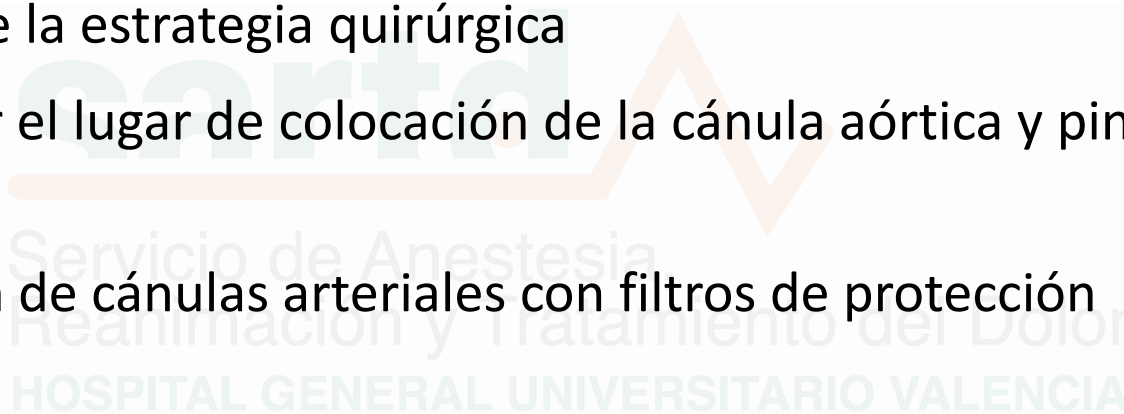 e la estrategia quirúrgica
sartd
r el lugar de colocación de la cánula aórtica y pin
Servicio de Anestesia,
de cánulas arteriales con filtros de protección
Reanimación y Tratamiento del Dolor
HOSPITAL GENERAL UNIVERSITARIO VALENCIA